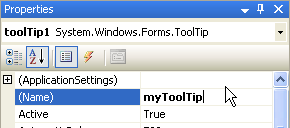 Properties
toolTip1 System.Windows.Forms.ToolTip
(ApplicationSettings)
(Name) myToolTip
Active True